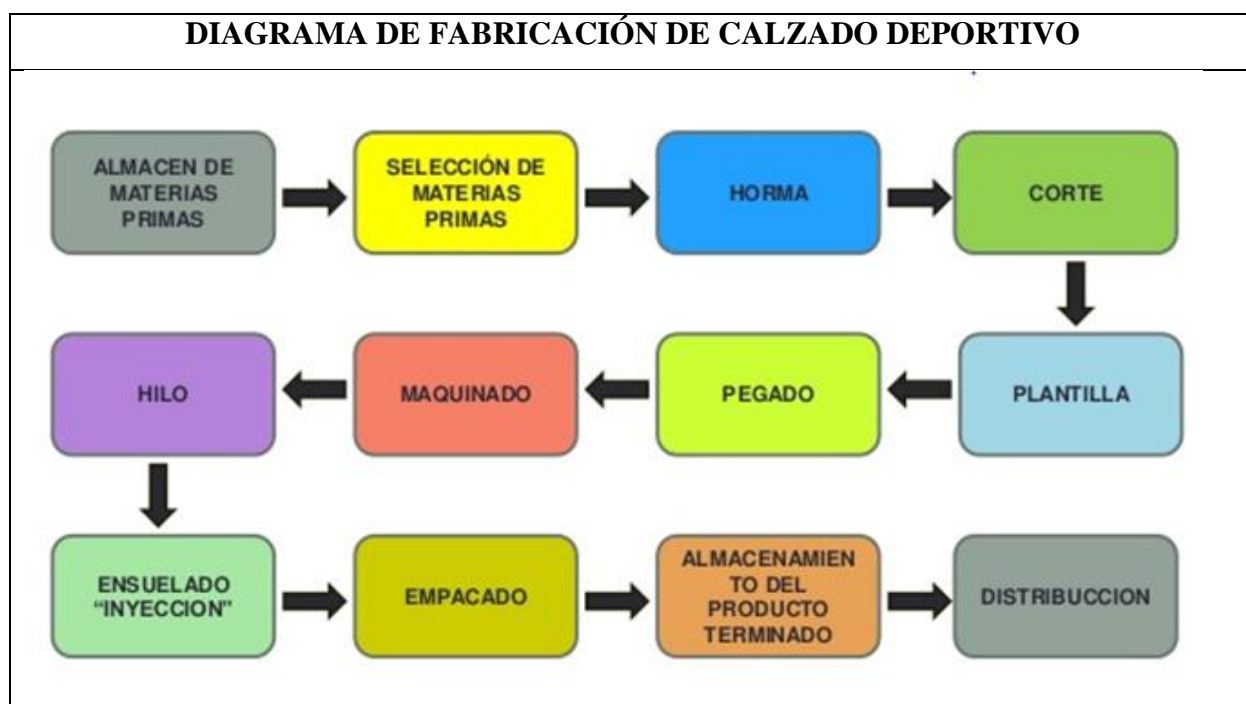 DIAGRAMA DE FABRICACIÓN DE CALZADO DEPORTIVO
ALMACEN DE
MATERIAS
PRIMAS
SELECCIÓN DE
MATERIAS
PRIMAS
HORMA
CORTE
PLANTILLA
PEGADO
MAQUINADO
HILO
ENSUELADO
“INYECCION”
EMPACADO
ALMACENAMIEN
TO DEL
PRODUCTO
TERMINADO
DISTRIBUCCION